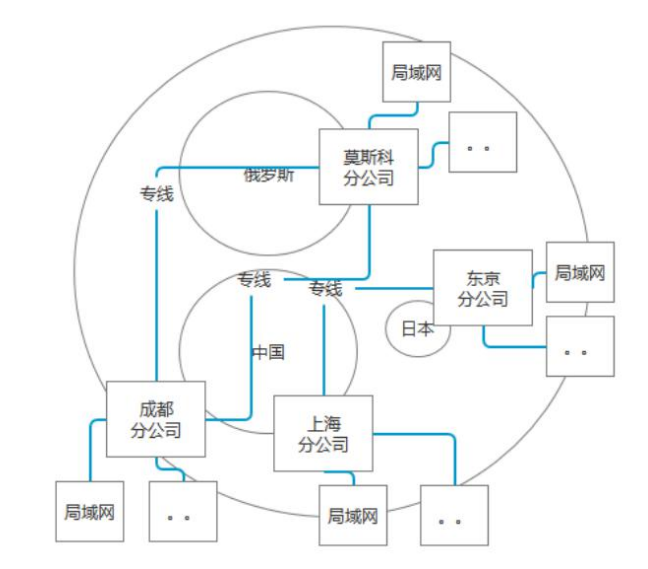 局域网
。。
莫斯科
分公司
俄罗斯
专线
东京
分公司
局域网
专线
专线
日本
。。
中国
成都
分公司
上海
分公司
局域网
。。
局域网
。。